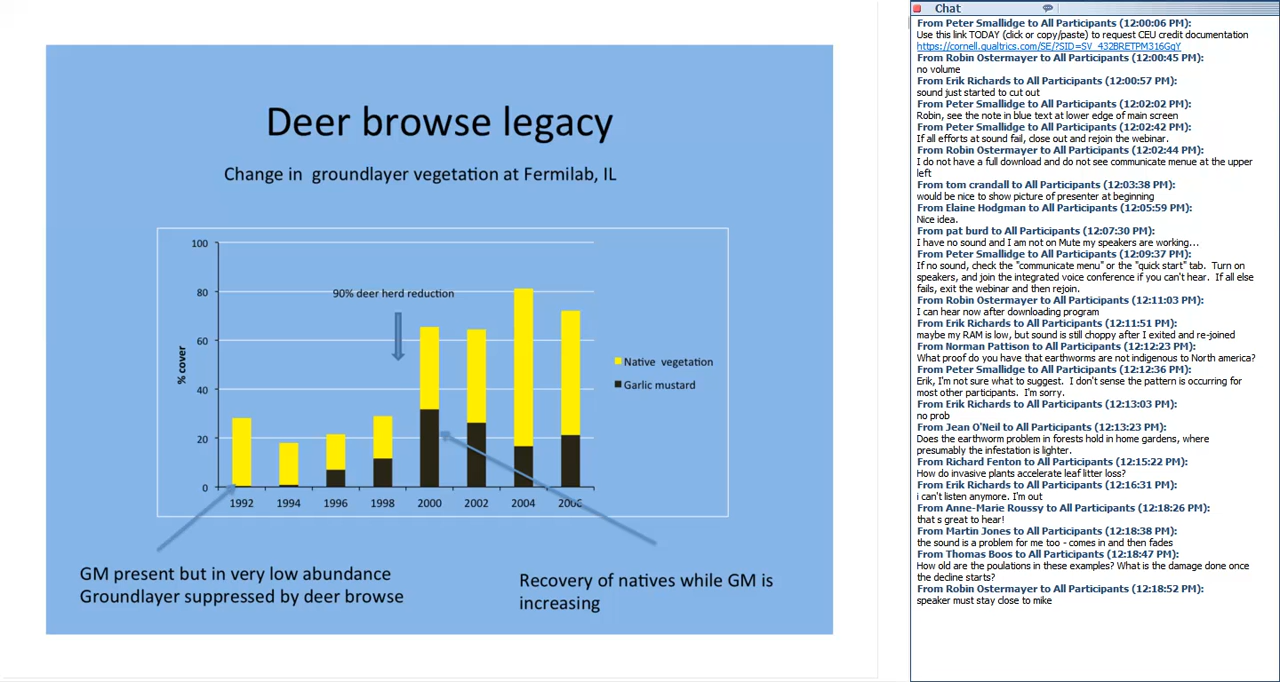 Deer browse legacy
Change in groundlayer vegetation at Fermilab, IL
100
80
60
40
20
0
% cover
90% deer herd reduction
Native vegetation
Garlic mustard
1992 1994 1996 1998 2000 2002 2004 2006
GM present but in very low abundance
Groundlayer suppressed by deer browse
Recovery of natives while GM is
increasing
Chat
From Peter Smallidge to All Participants (12:00:06 PM):
Use this link TODAY (click or copy/paste) to request CEU credit documentation
https://cornell.qualtrics.com/SE/?SID=SV_432BRETPM316GqY
From Robin Ostermayer to All Participants (12:00:45 PM):
no volume
From Erik Richards to All Participants (12:00:57 PM):
sound just started to cut out
From Peter Smallidge to All Participants (12:02:02 PM):
Robin, see the note in blue text at lower edge of main screen
From Peter Smallidge to All Participants (12:02:42 PM):
If all efforts at sound fail, close out and rejoin the webinar.
From Robin Ostermayer to All Participants (12:02:44 PM):
I do not have a full download and do not see communicate menue at the upper
left
From tom crandall to All Participants (12:03:38 PM):
would be nice to show picture of presenter at beginning
From Elaine Hodgman to All Participants (12:05:59 PM):
Nice idea.
From pat burd to All Participants (12:07:30 PM):
I have no sound and I am not on Mute my speakers are working...
From Peter Smallidge to All Participants (12:09:37 PM):
If no sound, check the "communicate menu" or the "quick start" tab. Turn on
speakers, and join the integrated voice conference if you can't hear. If all else
fails, exit the webinar and then rejoin.
From Robin Ostermayer to All Participants (12:11:03 PM):
I can hear now after downloading program
From Erik Richards to All Participants (12:11:51 PM):
maybe my RAM is low, but sound is still choppy after I exited and re-joined
From Norman Pattison to All Participants (12:12:23 PM):
What proof do you have that earthworms are not indigenous to North america?
From Peter Smallidge to All Participants (12:12:36 PM):
Erik, I'm not sure what to suggest. I don't sense the pattern is occurring for
most other participants. I'm sorry.
From Erik Richards to All Participants (12:13:03 PM):
no prob
From Jean O'Neil to All Participants (12:13:23 PM):
Does the earthworm problem in forests hold in home gardens, where
presumably the infestation is lighter.
From Richard Fenton to All Participants (12:15:22 PM):
How do invasive plants accelerate leaf litter loss?
From Erik Richards to All Participants (12:16:31 PM):
i can't listen anymore. I'm out
From Anne-Marie Roussy to All Participants (12:18:26 PM):
that s great to hear!
From Martin Jones to All Participants (12:18:38 PM):
the sound is a problem for me too - comes in and then fades
From Thomas Boos to All Participants (12:18:47 PM):
How old are the poulations in these examples? What is the damage done once
the decline starts?
From Robin Ostermayer to All Participants (12:18:52 PM):
speaker must stay close to mike